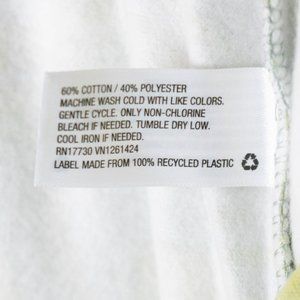 60% COTTON / 40% POLYESTER
MACHINE WASH COLD WITH LIKE COLORS.
GENTLE CYCLE. ONLY NON-CHLORINE
BLEACH IF NEEDED. TUMBLE DRY LOW.
COOL IRON IF NEEDED.
RN17730 VN1261424
LABEL MADE FROM 100% RECYCLED PLASTIC